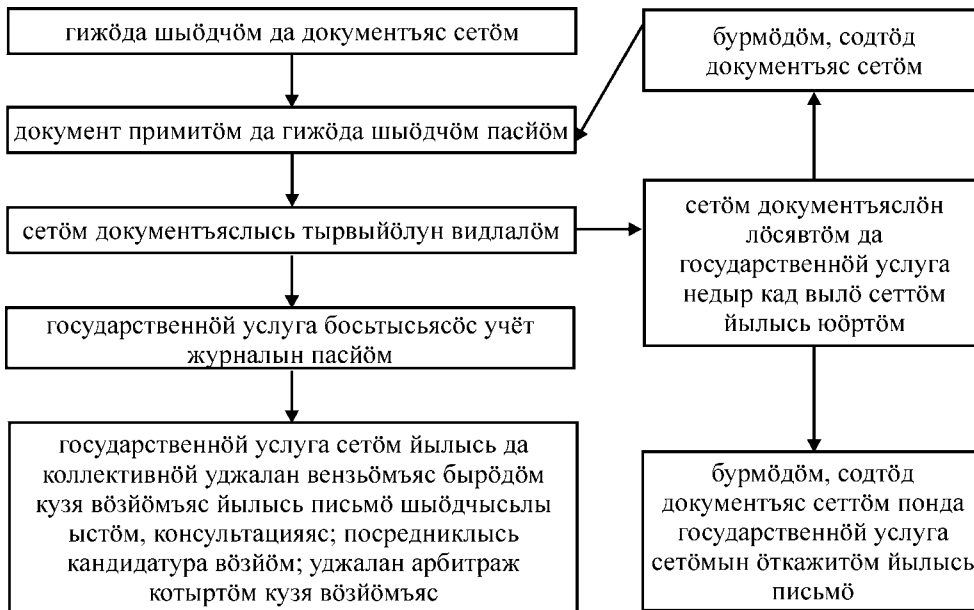 гижӧда шыӧдчӧм да документъяс сетӧм
документ примитӧм да гижӧда шыӧдчӧм пасйӧм
сетӧм документъяслысь тырвыйӧлун видлалӧм
государственнӧй услуга босьтысьясӧс учёт
журналын пасйӧм
государственнӧй услуга сетӧм йылысь да
коллективнӧй уджалан вензьӧмъяс бырӧдӧм
кузя вӧзйӧмъяс йылысь письмӧ шыӧдчысьлы
ыстӧм, консультацияяс; посредниклысь
кандидатура вӧзйӧм; уджалан арбитраж
котыртӧм кузя вӧзйӧмъяс
бурмӧдӧм, содтӧд
документъяс сетӧм
сетӧм документъяслӧн
лӧсявтӧм да
государственнӧй услуга
недыр кад вылӧ сеттӧм
йылысь юӧртӧм
бурмӧдӧм, содтӧд
документъяс сеттӧм понда
государственнӧй услуга
сетӧмын ӧткажитӧм йылысь
письмӧ